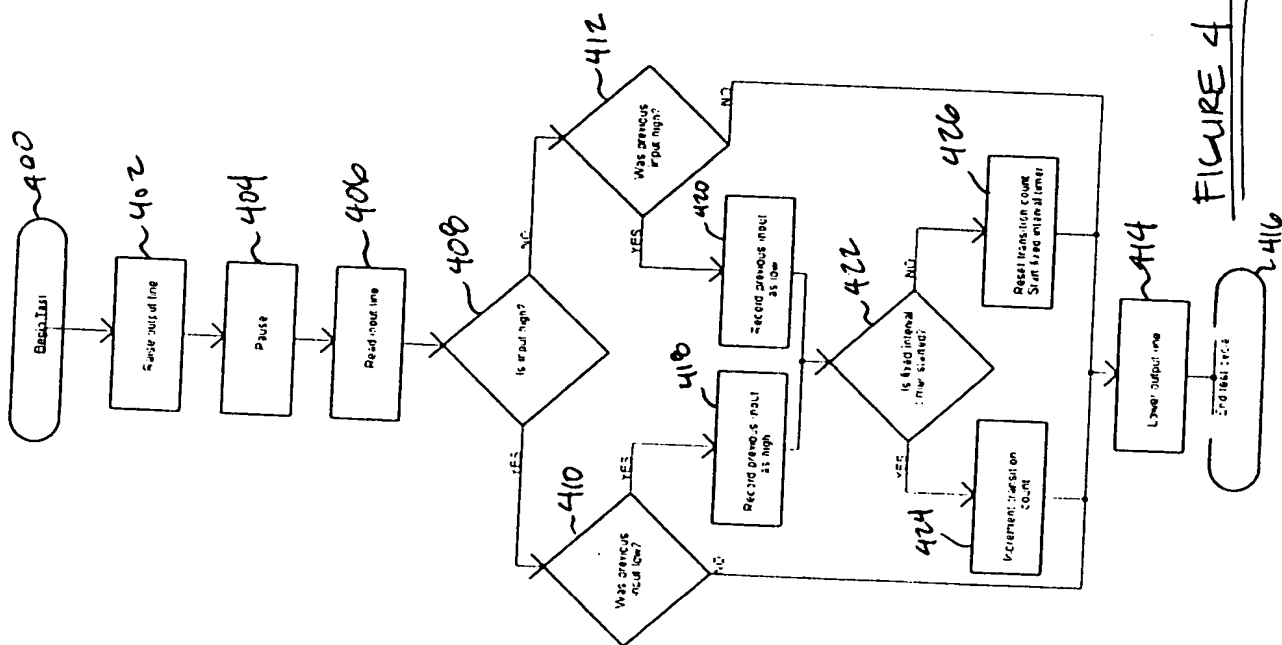 400
Begin Test
402
Raise output line
404
Pause
406
Read input line
408
Is input high?
YES
NO
410
Was previous
input low?
YES
NO
412
Was previous
input high?
YES
NO
418
Record previous input
as high
420
Record previous input
as low
422
Is fixed interval
timer started?
YES
NO
424
Increment transition
count
426
Reset transition count
Start fixed interval timer
414
Lower output line
416
End test cycle
FIGURE 4